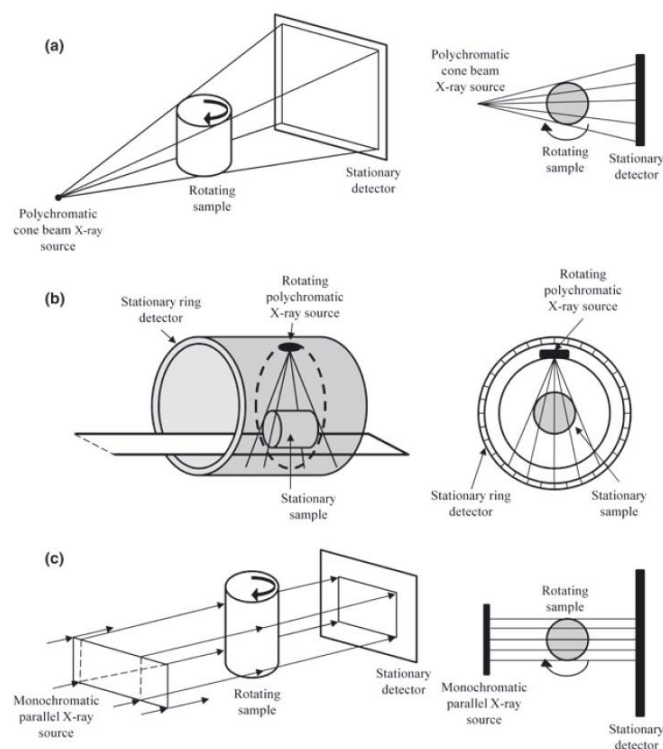 (a)
Polychromatic
cone beam X-ray
source
Rotating
sample
Stationary
detector
Polychromatic
cone beam
X-ray source
Rotating
sample
Stationary
detector
(b)
Stationary ring
detector
Rotating
polychromatic
X-ray source
Stationary
sample
Rotating
polychromatic
X-ray source
Stationary ring
detector
Stationary
sample
(c)
Monochromatic
parallel X-ray
source
Rotating
sample
Stationary
detector
Rotating
sample
Monochromatic
parallel X-ray
source
Stationary
detector